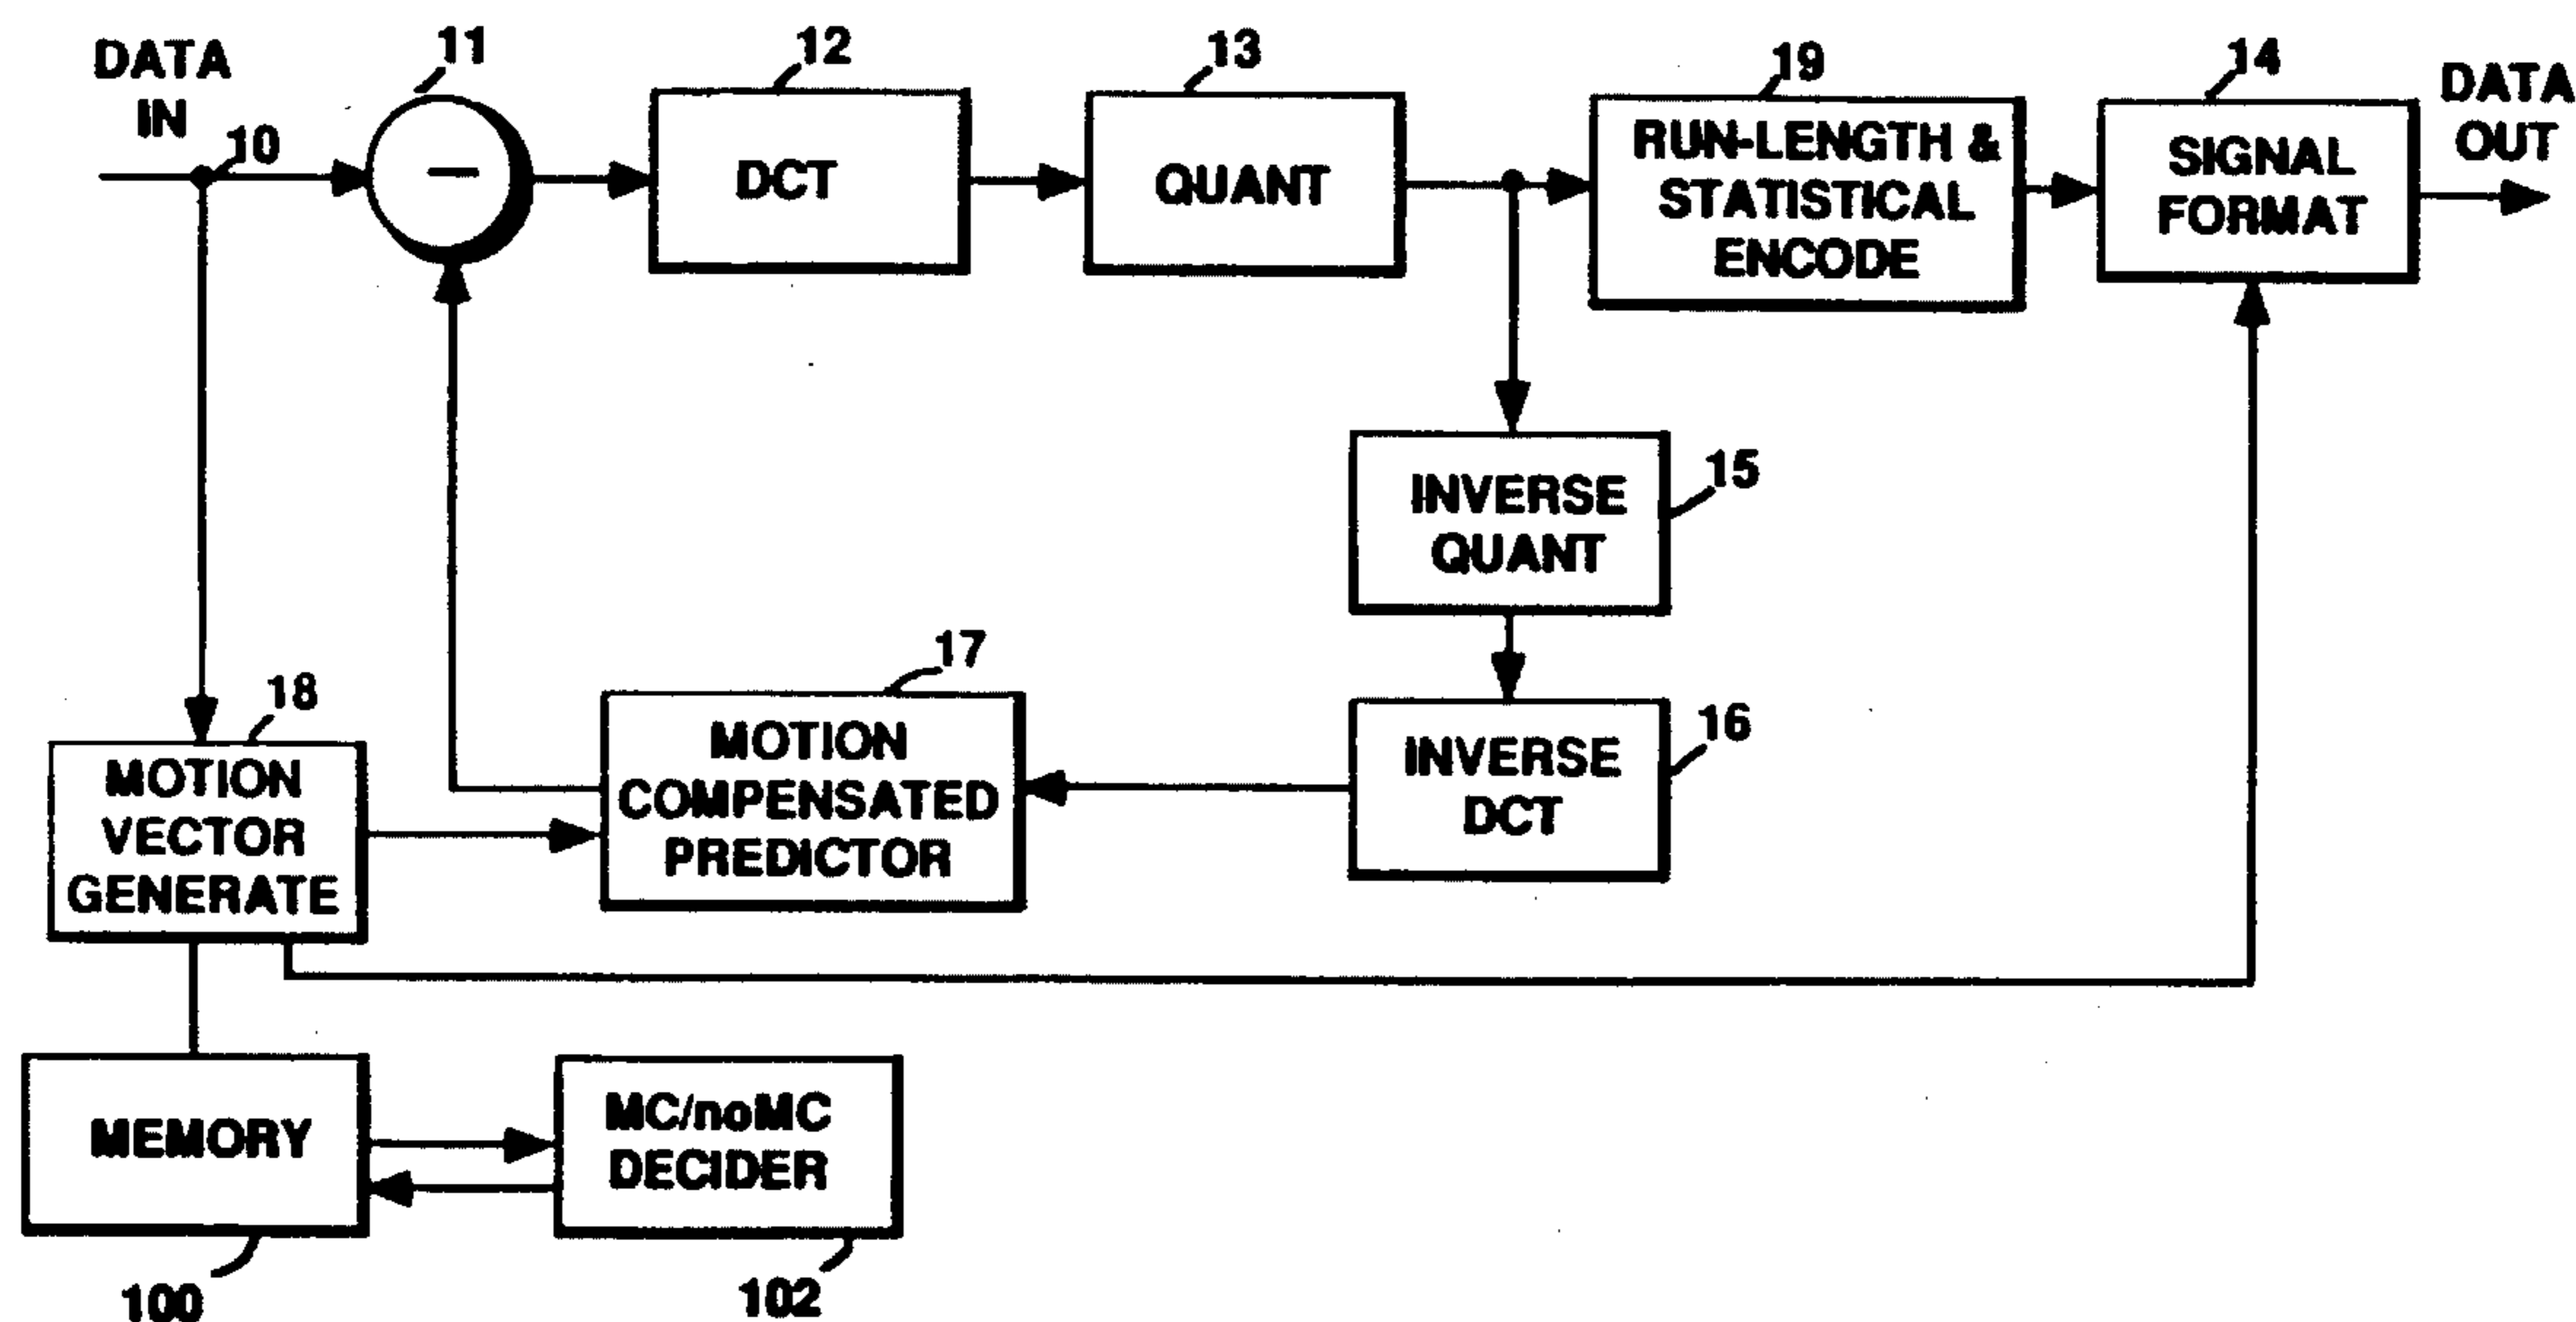 DATA
IN
10
11
12
DCT
13
QUANT
19
RUN-LENGTH &
STATISTICAL
ENCODE
14
SIGNAL
FORMAT
DATA
OUT
15
INVERSE
QUANT
16
INVERSE
DCT
17
MOTION
COMPENSATED
PREDICTOR
18
MOTION
VECTOR
GENERATE
MEMORY
100
MC/noMC
DECIDER
102